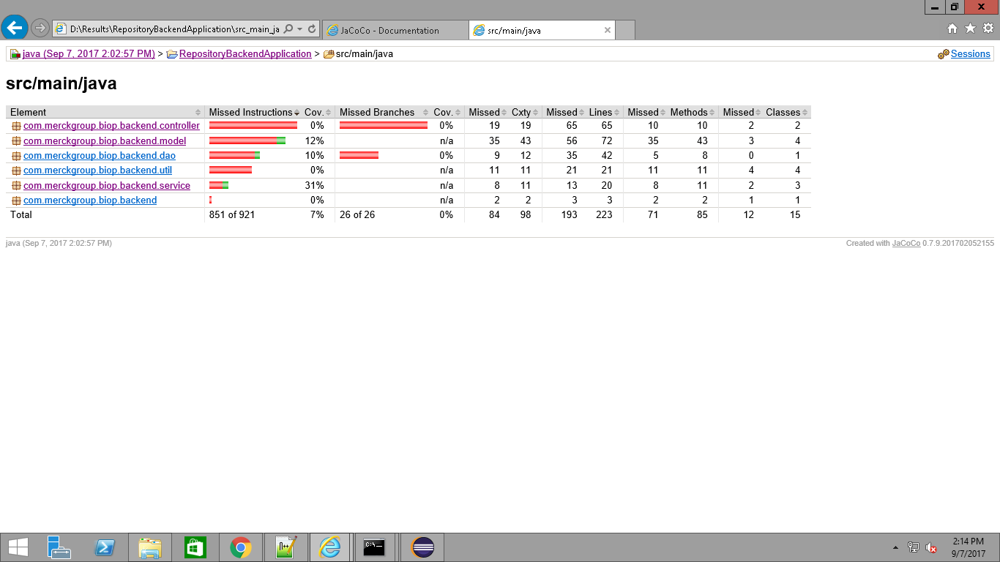 D:\Results\RepositoryBackendApplication\src_main_ja
JaCoCo - Documentation
src/main/java
java (Sep 7, 2017 2:02:57 PM) > RepositoryBackendApplication > src/main/java
Sessions
src/main/java
Element Missed Instructions Cov. Missed Branches Cov. Missed Cxty Missed Lines Missed Methods Missed Classes
com.merckgroup.biop.backend.controller 0% 0% 19 19 65 65 10 10 2 2
com.merckgroup.biop.backend.model 12% n/a 35 43 56 72 35 43 3 4
com.merckgroup.biop.backend.dao 10% 0% 9 12 35 42 5 8 0 1
com.merckgroup.biop.backend.util 0% n/a 11 11 21 21 11 11 4 4
com.merckgroup.biop.backend.service 31% n/a 8 11 13 20 8 11 2 3
com.merckgroup.biop.backend 0% n/a 2 2 3 3 2 2 1 1
Total 851 of 921 7% 26 of 26 0% 84 98 193 223 71 85 12 15
java (Sep 7, 2017 2:02:57 PM)
Created with JaCoCo 0.7.9.201702052155
2:14 PM
9/7/2017